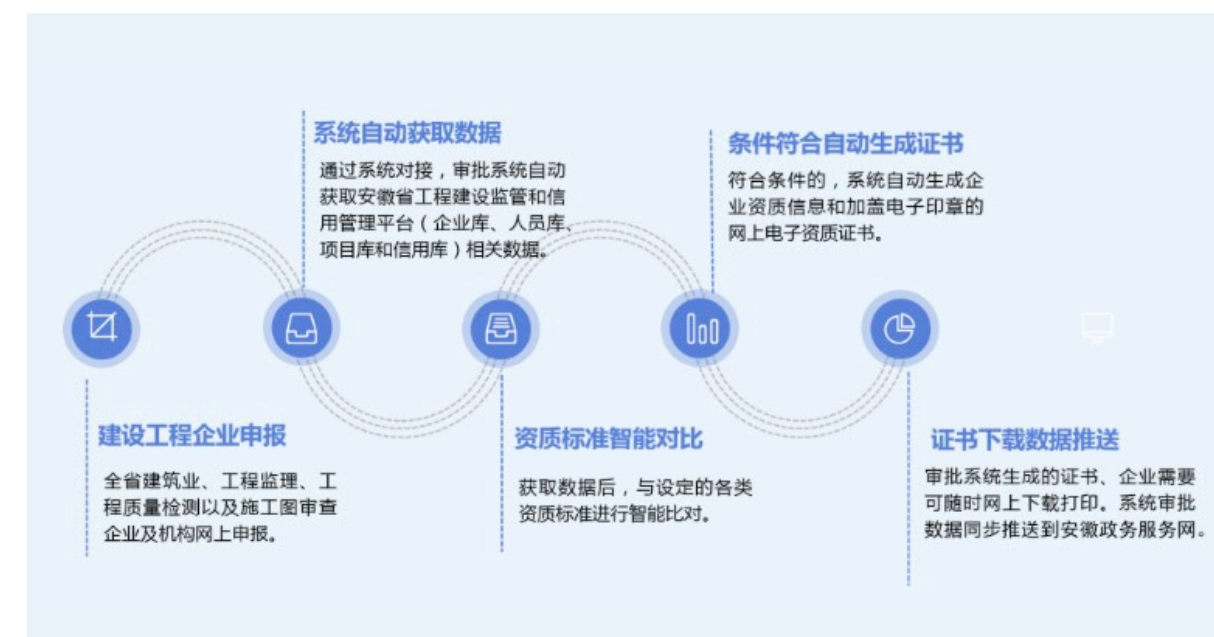 建设工程企业申报
全省建筑业、工程监理、工
程质量检测以及施工图审查
企业及机构网上申报。
系统自动获取数据
通过系统对接，审批系统自动
获取安徽省工程建设监管和信
用管理平台（企业库、人员库、
项目库和信用库）相关数据。
资质标准智能对比
获取数据后，与设定的各类
资质标准进行智能比对。
条件符合自动生成证书
符合条件的，系统自动生成企
业资质信息和加盖电子印章的
网上电子资质证书。
证书下载数据推送
审批系统生成的证书、企业需要
可随时网上下载打印。系统审批
数据同步推送到安徽政务服务网。